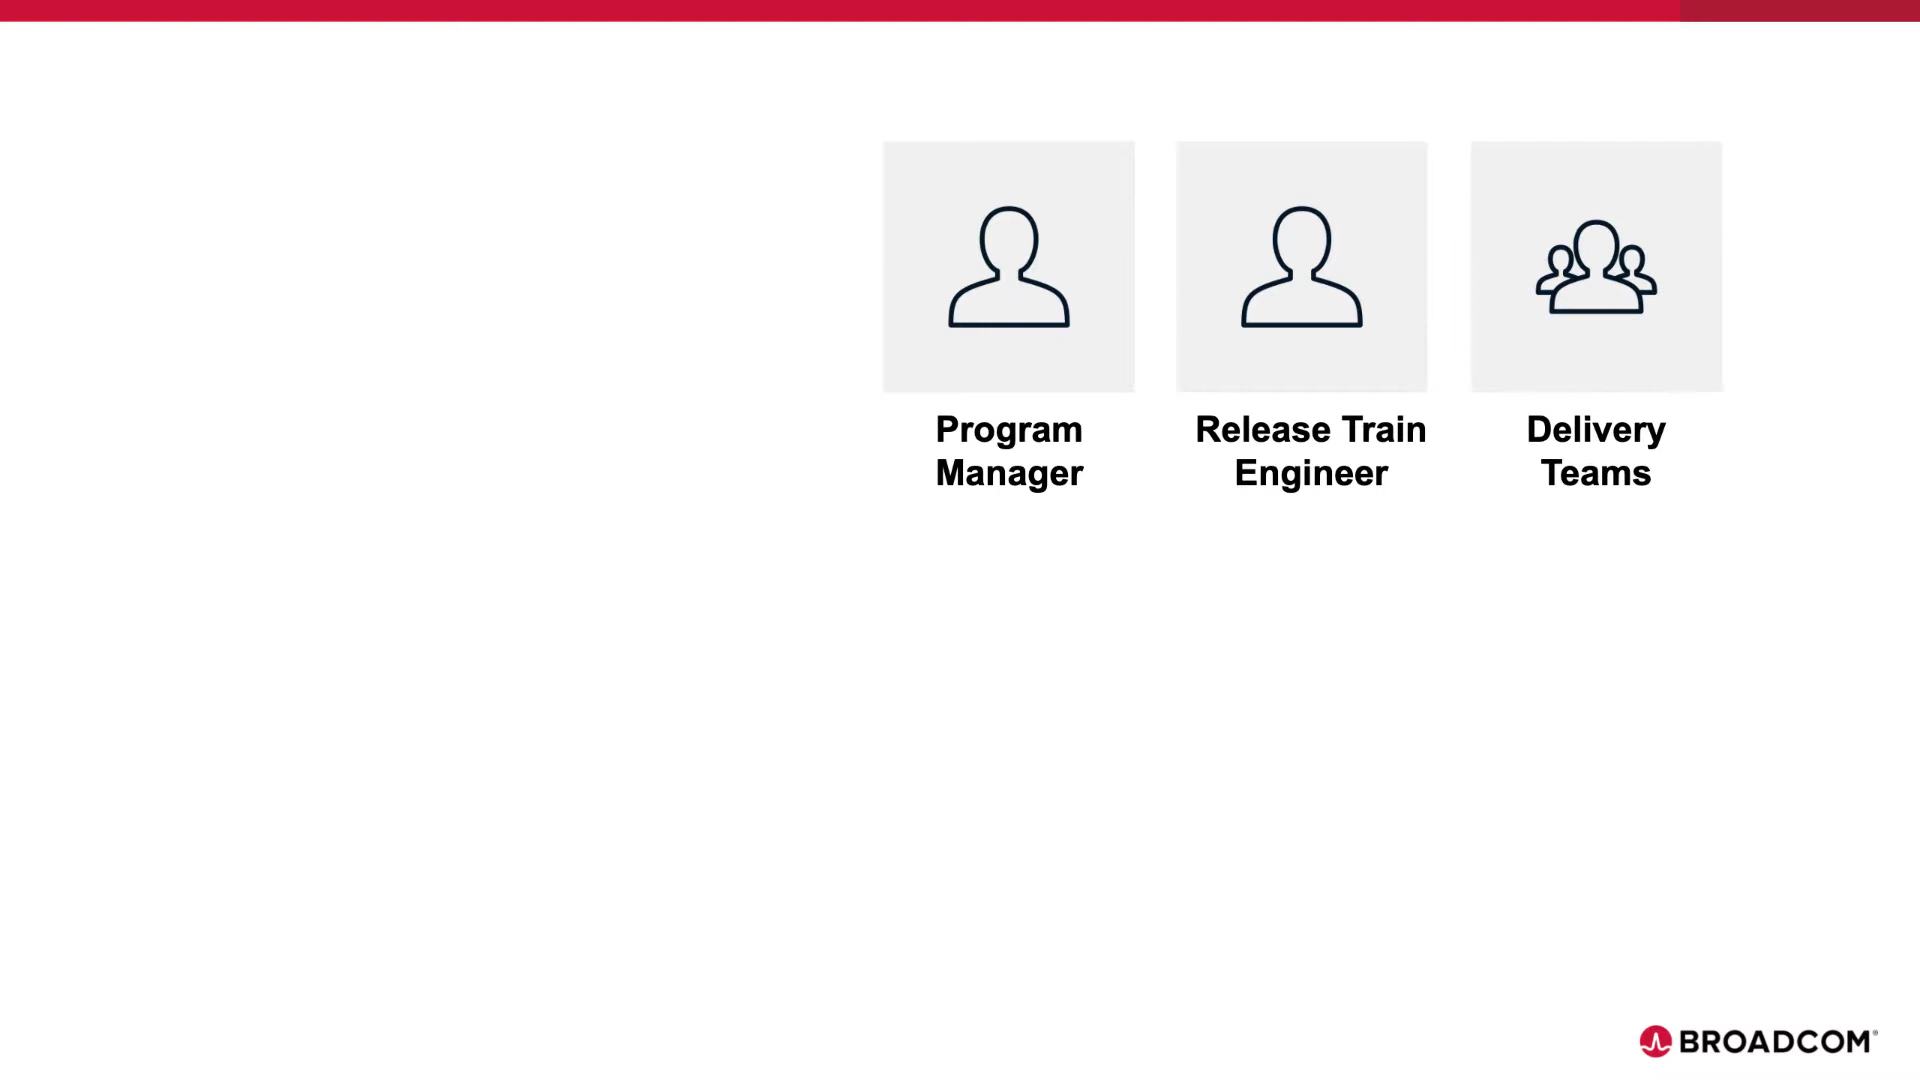 Program
Manager
Release Train
Engineer
Delivery
Teams
BROADCOM®